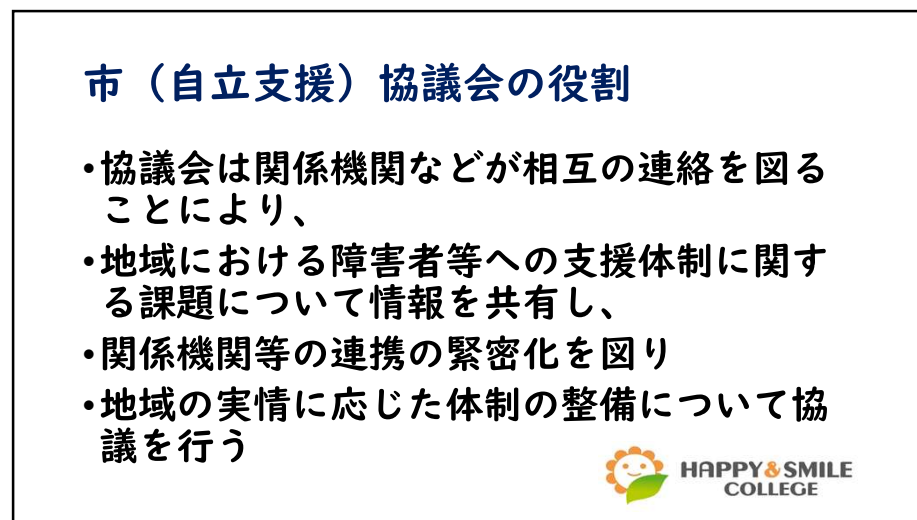 市（自立支援）協議会の役割
•協議会は関係機関などが相互の連絡を図る
ことにより、
•地域における障害者等への支援体制に関す
る課題について情報を共有し、
•関係機関等の連携の緊密化を図り
•地域の実情に応じた体制の整備について協
議を行う
HAPPY&SMILE
COLLEGE